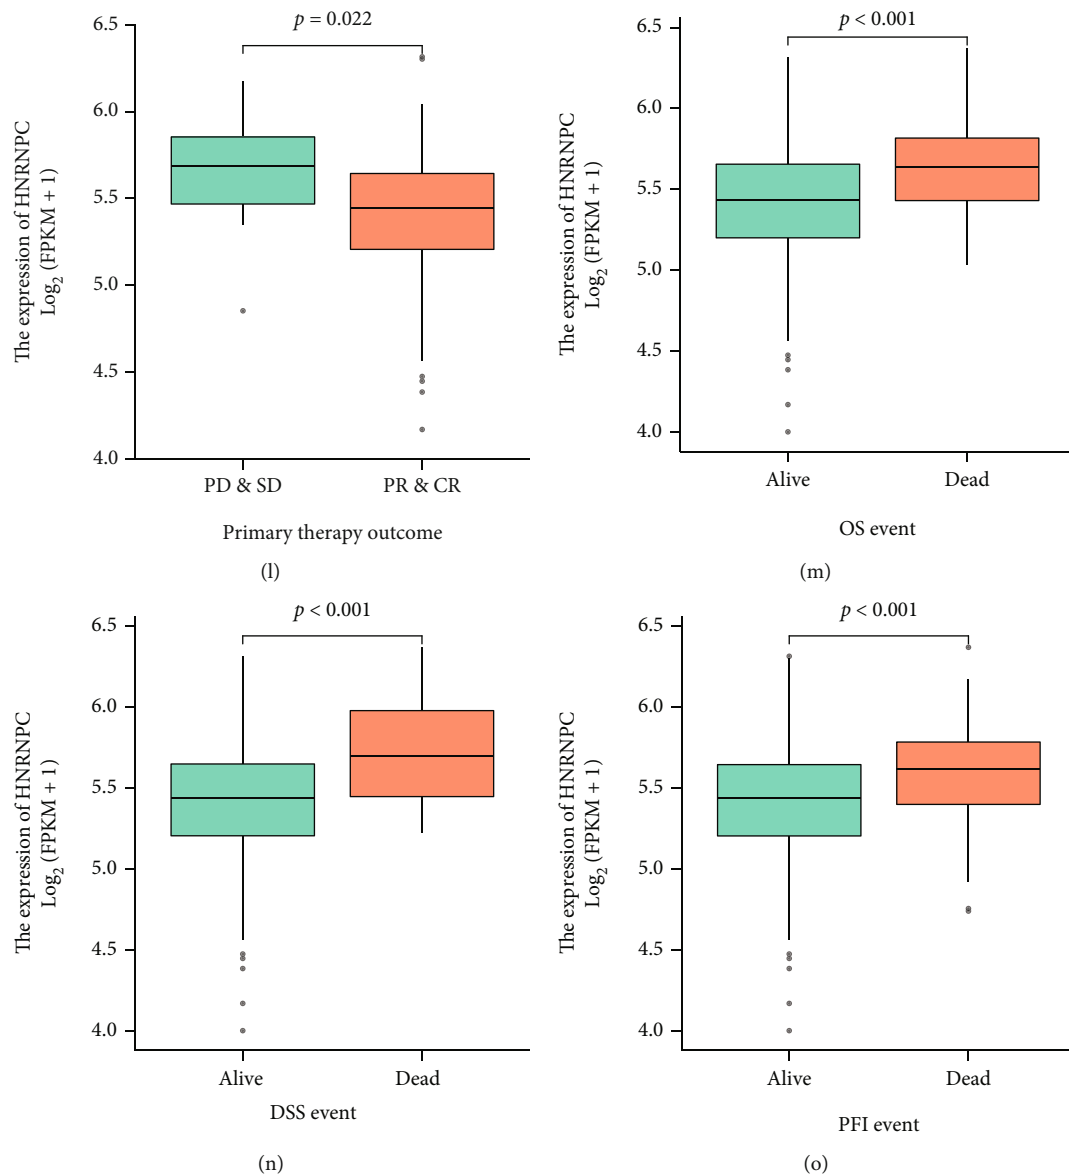 The expression of HNRNPC
Log2 (FPKM + 1)
6.5
6.0
5.5
5.0
4.5
4.0
p = 0.022
PD & SD PR & CR
Primary therapy outcome
(l)
The expression of HNRNPC
Log2 (FPKM + 1)
6.5
6.0
5.5
5.0
4.5
4.0
p < 0.001
Alive Dead
OS event
(m)
The expression of HNRNPC
Log2 (FPKM + 1)
6.5
6.0
5.5
5.0
4.5
4.0
p < 0.001
Alive Dead
DSS event
(n)
The expression of HNRNPC
Log2 (FPKM + 1)
6.5
6.0
5.5
5.0
4.5
4.0
p < 0.001
Alive Dead
PFI event
(o)